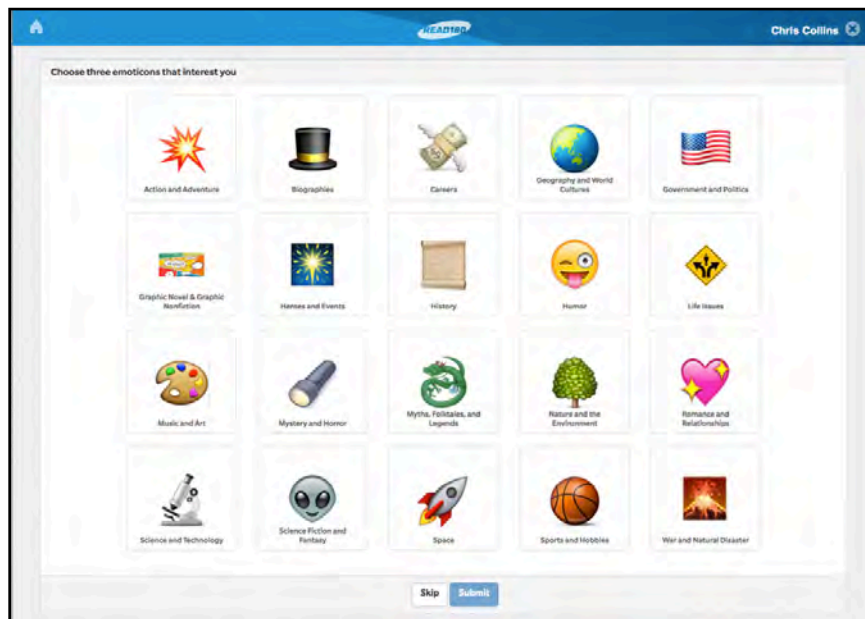 READ180
Chris Collins
Choose three emoticons that interest you
Action and Adventure
Biographies
Careers
Geography and World
Cultures
Government and Politics
Graphic Novel & Graphic
Nonfiction
Heroes and Events
History
Humor
Life Issues
Music and Art
Mystery and Horror
Myths, Folktales, and
Legends
Nature and the
Environment
Romance and
Relationships
Science and Technology
Science Fiction and
Fantasy
Space
Sports and Hobbies
War and Natural Disaster
Skip
Submit